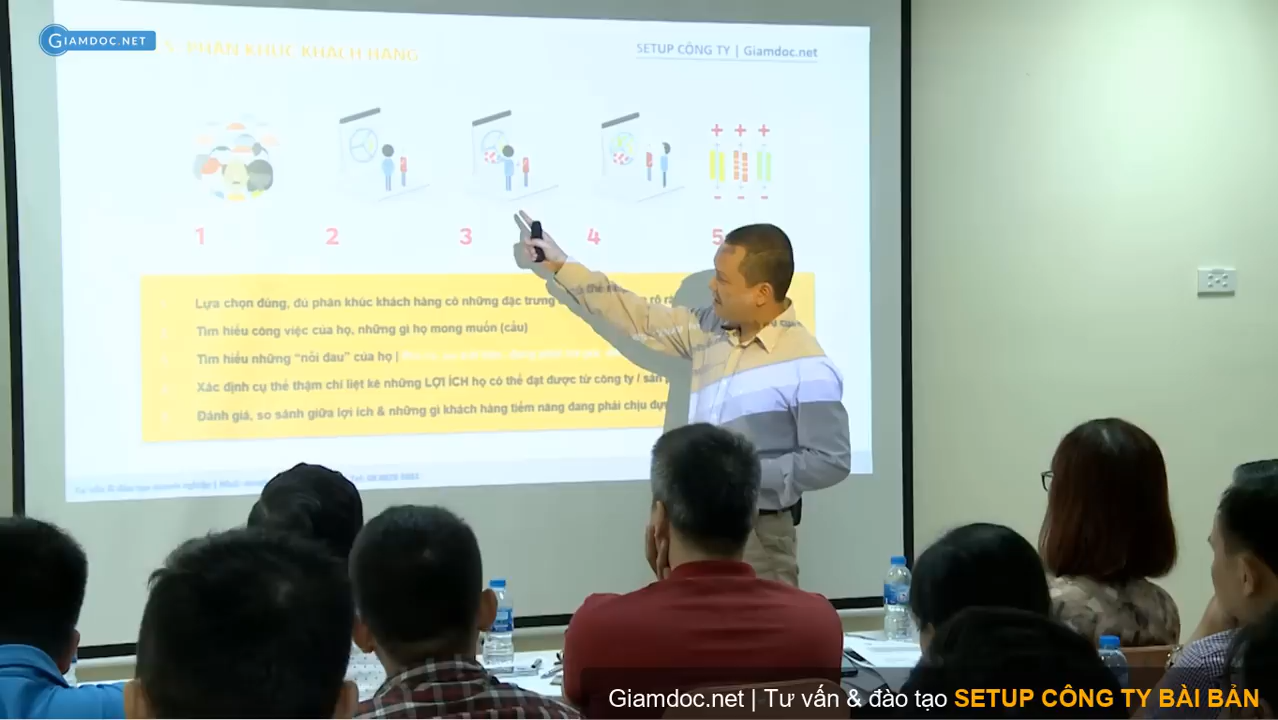 GIAMDOC.NET
PHÂN KHÚC KHÁCH HÀNG
SETUP CÔNG TY | Giamdoc.net
1
2
3
4
5
Lựa chọn đúng, đủ phân khúc khách hàng có những đặc trưng
Tìm hiểu công việc của họ, những gì họ mong muốn (cầu)
Tìm hiểu những “nỗi đau” của họ |
Xác định cụ thể thậm chí liệt kê những LỢI ÍCH họ có thể đạt được từ công ty /
Đánh giá, so sánh giữa lợi ích & những gì khách hàng tiềm năng đang phải chịu
Giamdoc.net | Tư vấn & đào tạo SETUP CÔNG TY BÀI BẢN